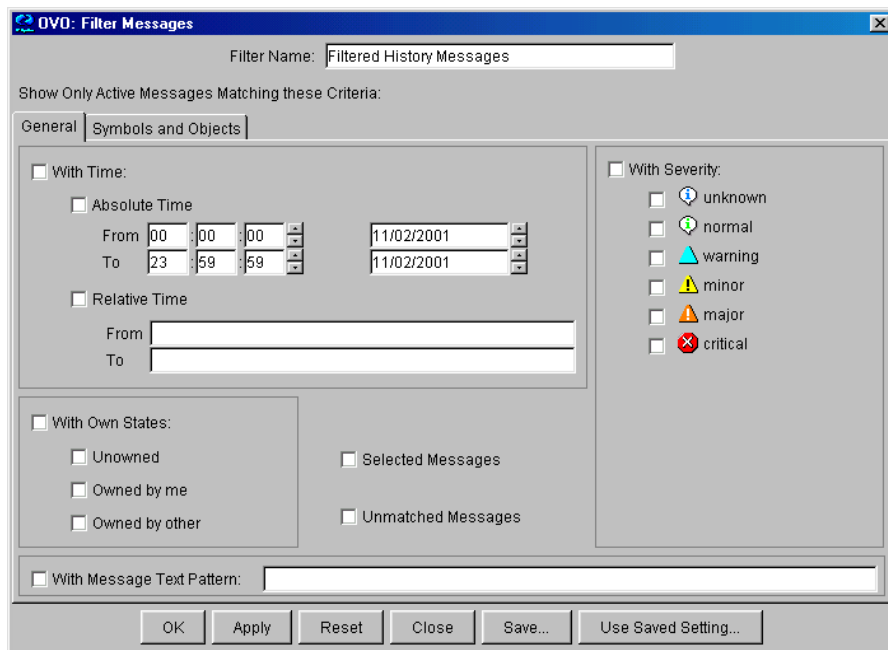 OVO: Filter Messages
Filter Name: Filtered History Messages
Show Only Active Messages Matching these Criteria:
General Symbols and Objects
With Time:
Absolute Time
From 00 :00 :00 11/02/2001
To 23 :59 :59 11/02/2001
Relative Time
From
To
With Severity:
unknown
normal
warning
minor
major
critical
With Own States:
Unowned
Owned by me
Owned by other
Selected Messages
Unmatched Messages
With Message Text Pattern:
OK Apply Reset Close Save... Use Saved Setting...